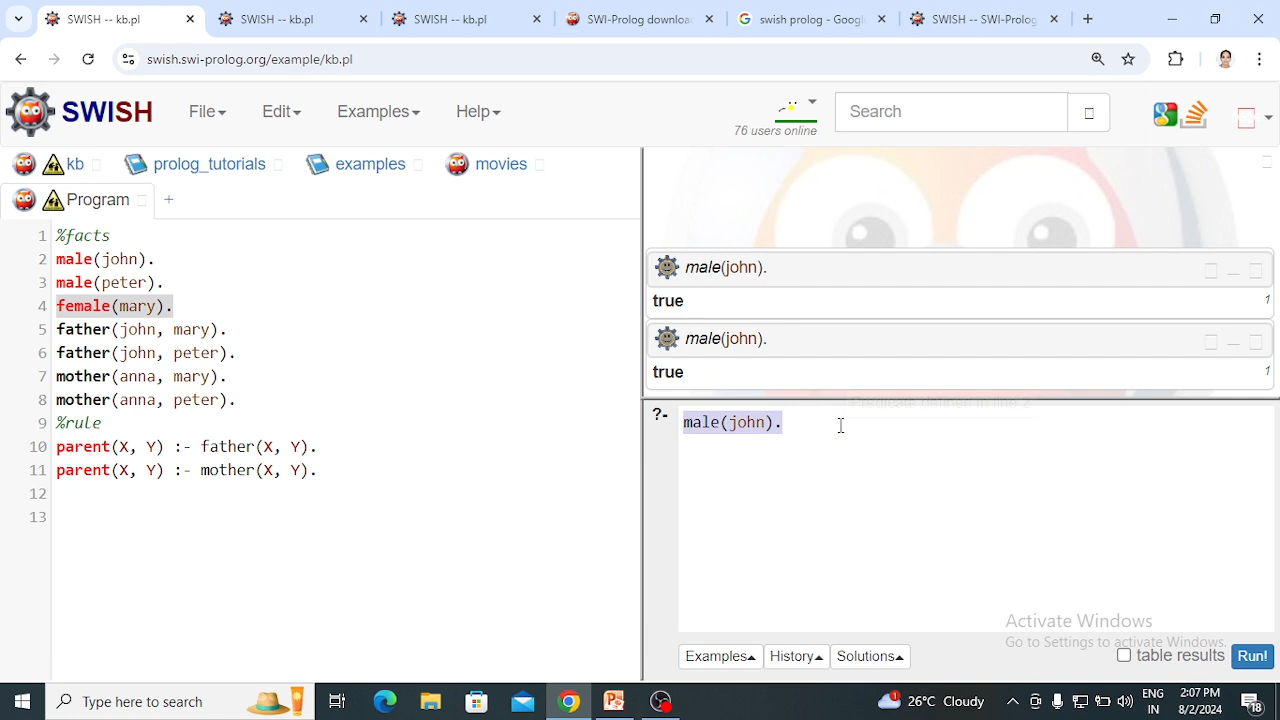 SWISH -- kb.pl
SWISH -- kb.pl
SWISH -- kb.pl
SWI-Prolog downloa
swish prolog - Googl
SWISH -- SWI-Prolog
swish.swi-prolog.org/example/kb.pl
SWISH
File
Edit
Examples
Help
76 users online
Search
kb
prolog_tutorials
examples
movies
Program
+
1 %facts
2 male(john).
3 male(peter).
4 female(mary).
5 father(john, mary).
6 father(john, peter).
7 mother(anna, mary).
8 mother(anna, peter).
9 %rule
10 parent(X, Y) :- father(X, Y).
11 parent(X, Y) :- mother(X, Y).
12
13
male(john).
true 1
male(john).
true 1
Predicate defined in line 2
?- male(john).
Activate Windows
Go to Settings to activate Windows.
Examples
History
Solutions
table results
Run!
Type here to search
1
26°C Cloudy
ENG
IN
2:07 PM
8/2/2024
18